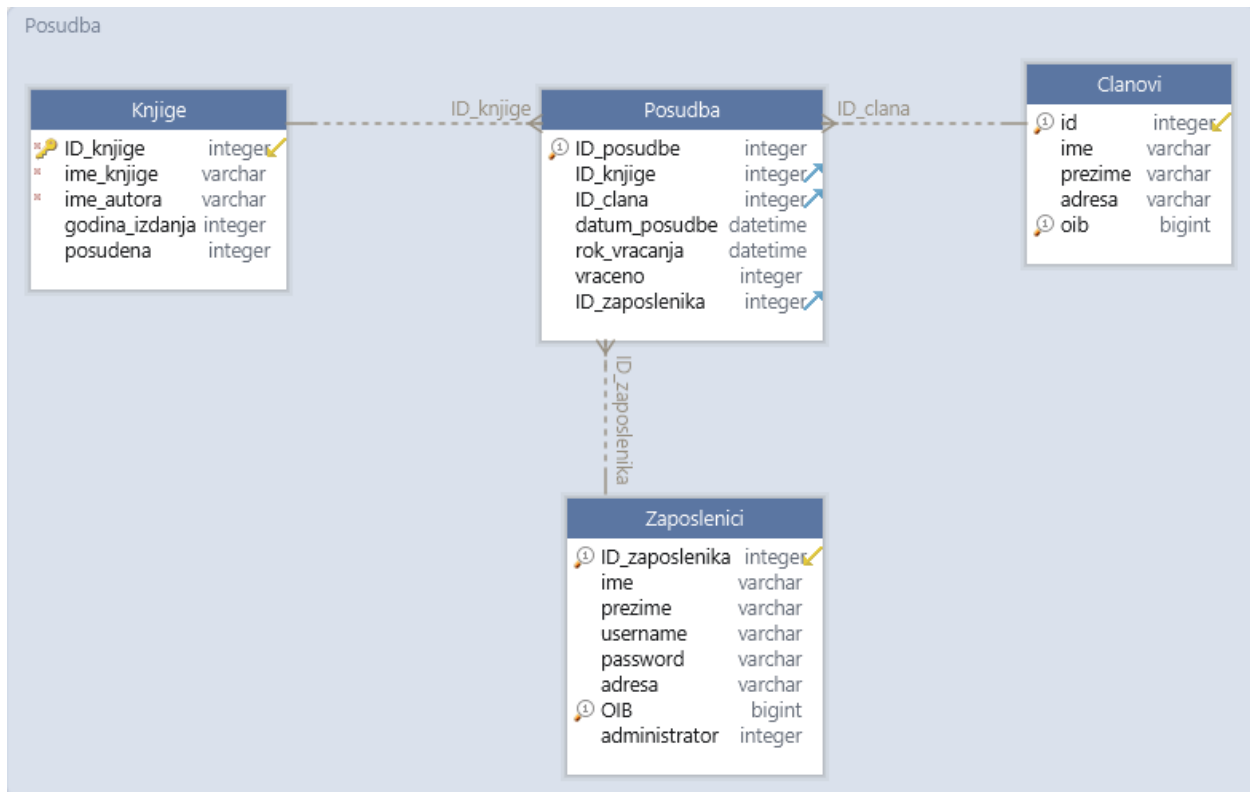 Posudba
Knjige
ID_knjige integer
ime_knjige varchar
ime_autora varchar
godina_izdanja integer
posudena integer
ID_knjige
Posudba
ID_posudbe integer
ID_knjige integer
ID_clana integer
datum_posudbe datetime
rok_vracanja datetime
vraceno integer
ID_zaposlenika integer
ID_clana
Clanovi
id integer
ime varchar
prezime varchar
adresa varchar
oib bigint
ID_zaposlenika
Zaposlenici
ID_zaposlenika integer
ime varchar
prezime varchar
username varchar
password varchar
adresa varchar
OIB bigint
administrator integer